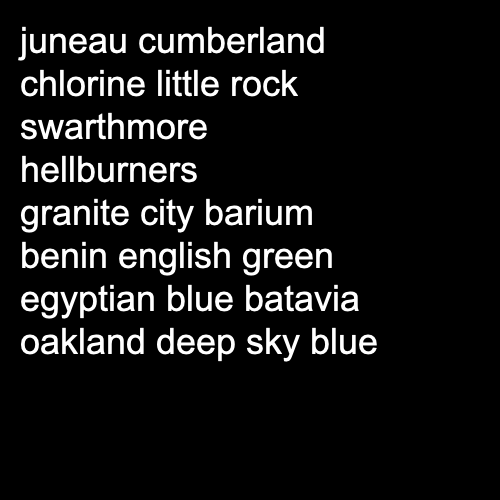 juneau cumberland
chlorine little rock
swarthmore
hellburners
granite city barium
benin english green
egyptian blue batavia
oakland deep sky blue